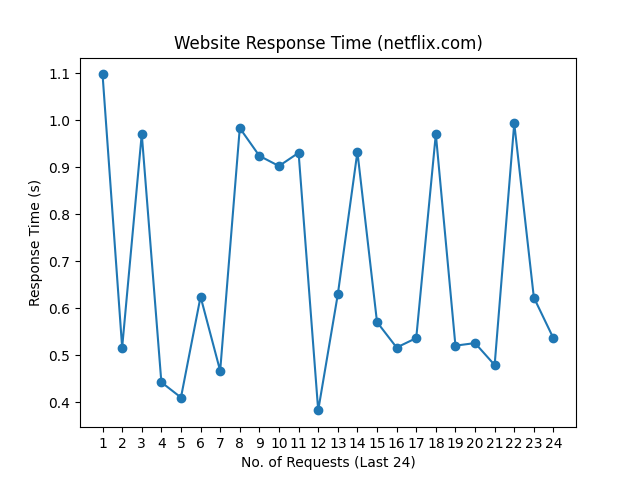 Website Response Time (netflix.com)
1.1
1.0
0.9
0.8
0.7
0.6
0.5
0.4
Response Time (s)
1 2 3 4 5 6 7 8 9 10 11 12 13 14 15 16 17 18 19 20 21 22 23 24
No. of Requests (Last 24)